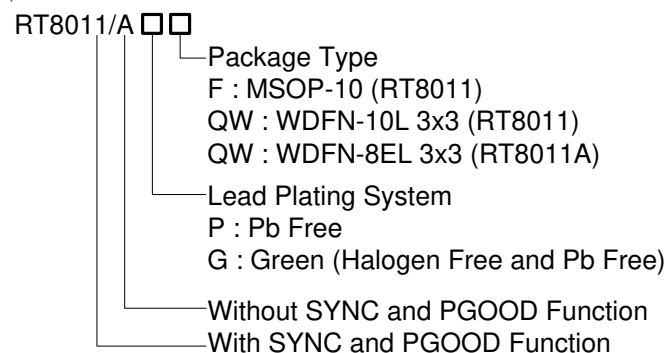 RT8011/A
Package Type
F : MSOP-10 (RT8011)
QW : WDFN-10L 3x3 (RT8011)
QW : WDFN-8EL 3x3 (RT8011A)
Lead Plating System
P : Pb Free
G : Green (Halogen Free and Pb Free)
Without SYNC and PGOOD Function
With SYNC and PGOOD Function